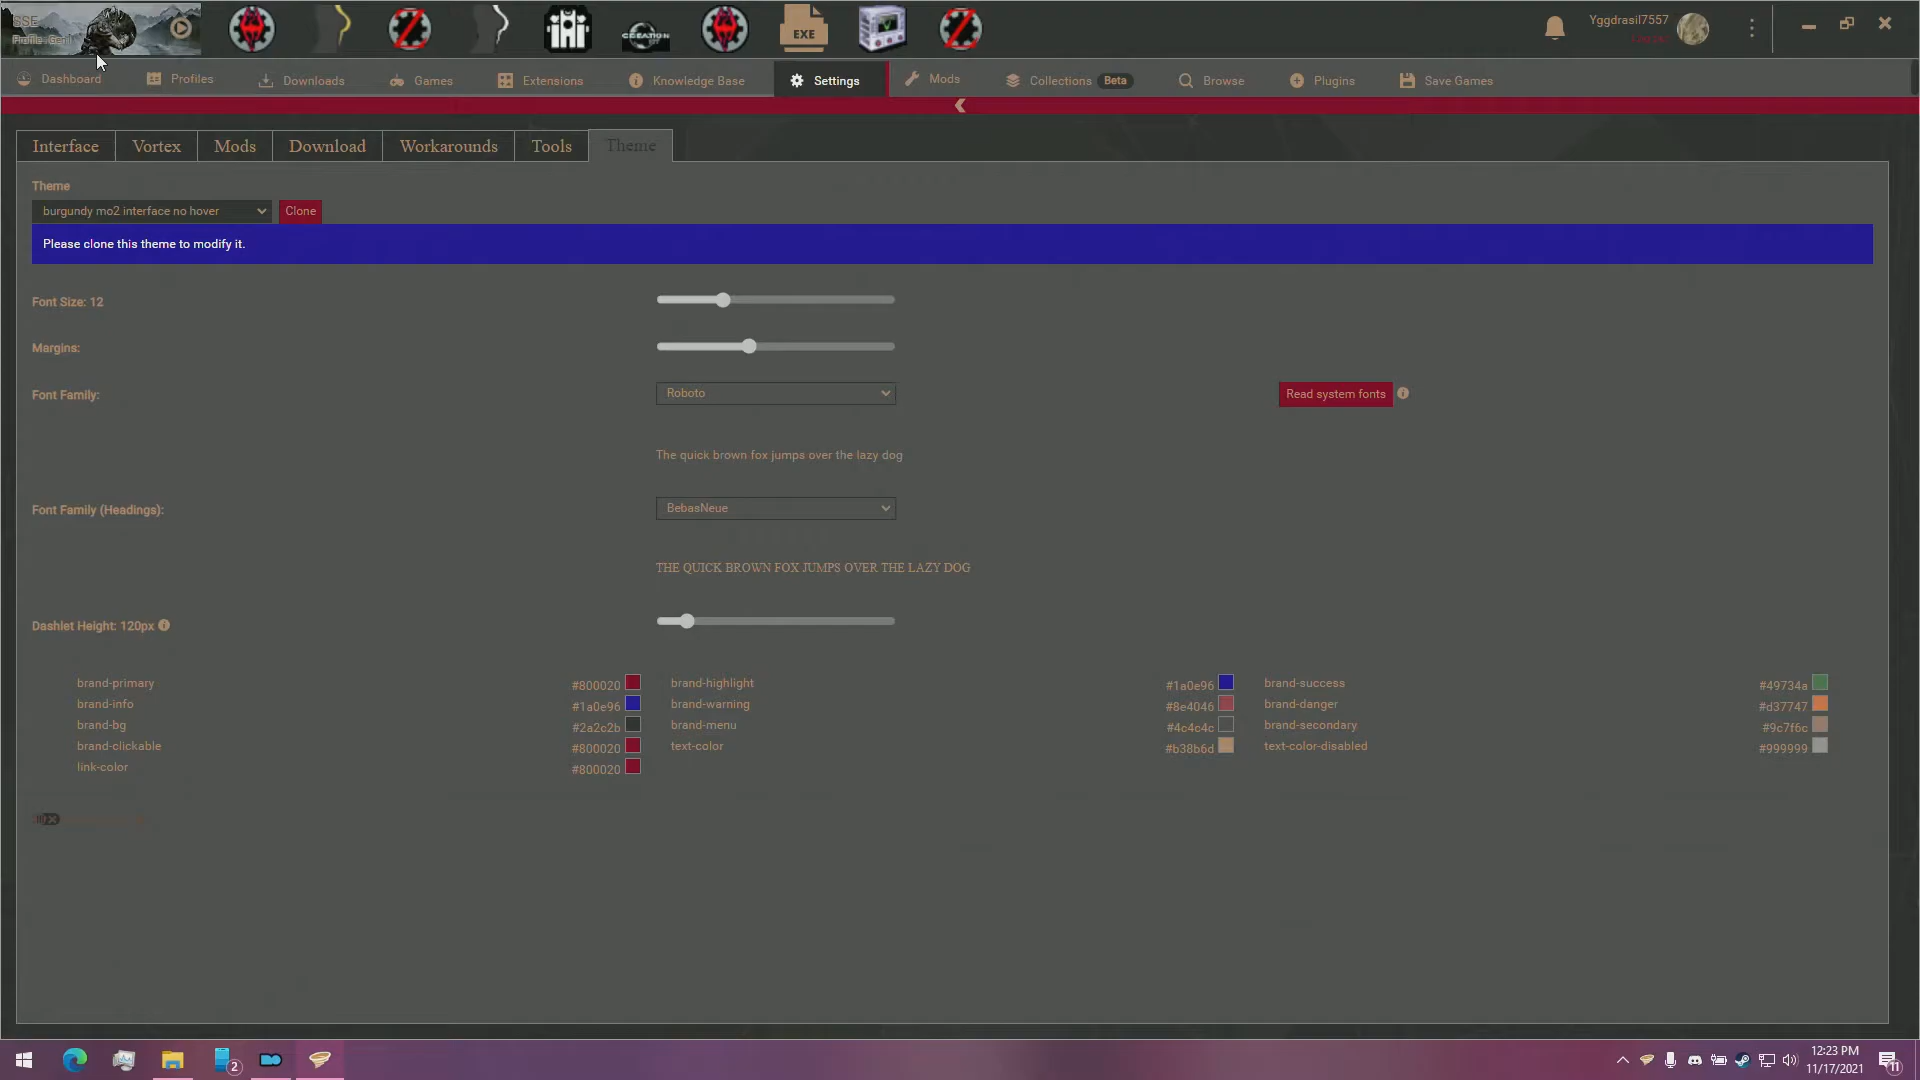 SSE
Profile: Gen1
CREATION
EXE
Yggdrasil7557
Dashboard Profiles Downloads Games Extensions Knowledge Base Settings Mods Collections Beta Browse Plugins Save Games
Interface Vortex Mods Download Workarounds Tools Theme
Theme
burgundy mo2 interface no hover Clone
Please clone this theme to modify it.
Font Size: 12
Margins:
Font Family: Roboto Read system fonts
The quick brown fox jumps over the lazy dog
Font Family (Headings): BebasNeue
THE QUICK BROWN FOX JUMPS OVER THE LAZY DOG
Dashlet Height: 120px
brand-primary #800020 brand-highlight #1a0e96 brand-success #49734a
brand-info #1a0e96 brand-warning #8e4046 brand-danger #d37747
brand-bg #2a2c2b brand-menu #4c4c4c brand-secondary #9c7f6c
brand-clickable #800020 text-color #b38b6d text-color-disabled #999999
link-color #800020
2
12:23 PM
11/17/2021
11